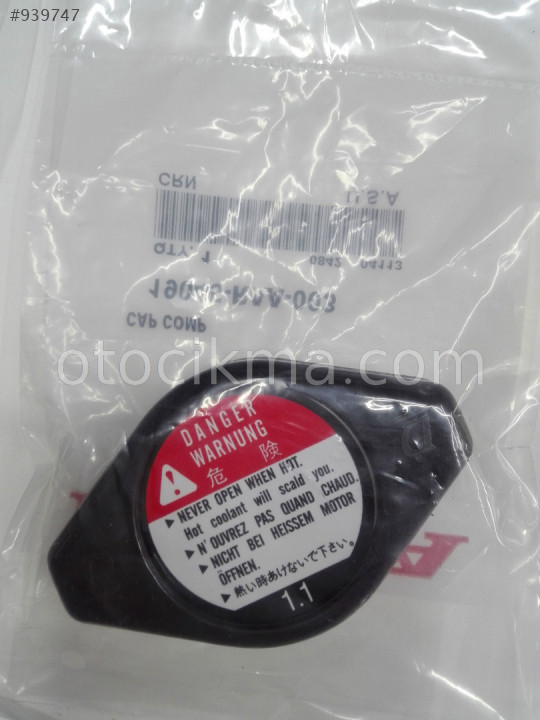 #939747
CRN
U.S.A
QTY. 1
0842 04113
CAP COMP
otocikma.com
DANGER
WARNUNG
危 険
▶ NEVER OPEN WHEN HOT.
Hot coolant will scald you.
▶ N'OUVREZ PAS QUAND CHAUD.
▶ NICHT BEI HEISSEM MOTOR
ÖFFNEN.
▶ 熱い時あけないで下さい。
1.1